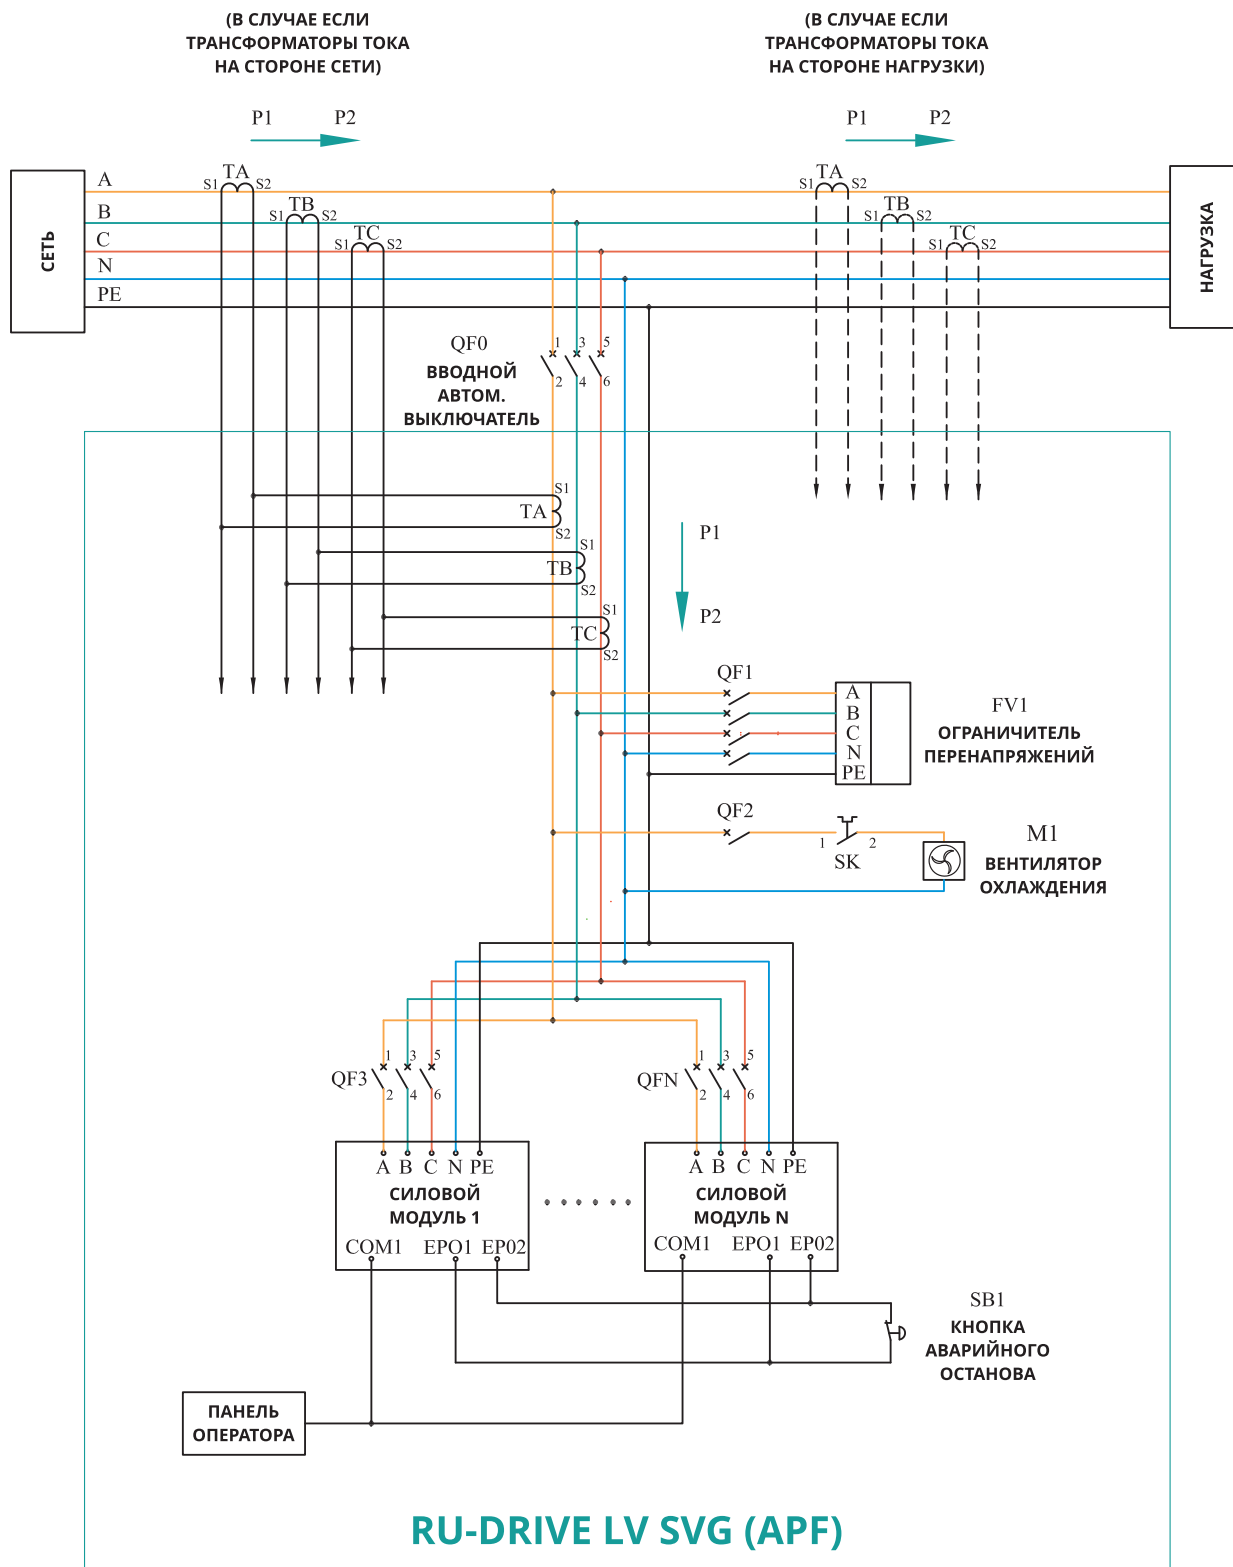 (В СЛУЧАЕ ЕСЛИ
ТРАНСФОРМАТОРЫ ТОКА
НА СТОРОНЕ СЕТИ)
(В СЛУЧАЕ ЕСЛИ
ТРАНСФОРМАТОРЫ ТОКА
НА СТОРОНЕ НАГРУЗКИ)
P1 P2
P1 P2
СЕТЬ
A
B
C
N
PE
S1 TA S2
S1 TB S2
S1 TC S2
S1 TA S2
S1 TB S2
S1 TC S2
НАГРУЗКА
QF0
ВВОДНОЙ
АВТОМ.
ВЫКЛЮЧАТЕЛЬ
1 3 5
2 4 6
S1
TA
S2
S1
TB
S2
S1
TC
S2
P1
P2
QF1
A
B
C
N
PE
FV1
ОГРАНИЧИТЕЛЬ
ПЕРЕНАПРЯЖЕНИЙ
QF2
1 2
SK
M1
ВЕНТИЛЯТОР
ОХЛАЖДЕНИЯ
QF3
1 3 5
2 4 6
QFN
1 3 5
2 4 6
A B C N PE
СИЛОВОЙ
МОДУЛЬ 1
COM1 EPO1 EP02
A B C N PE
СИЛОВОЙ
МОДУЛЬ N
COM1 EPO1 EP02
SB1
КНОПКА
АВАРИЙНОГО
ОСТАНОВА
ПАНЕЛЬ
ОПЕРАТОРА
RU-DRIVE LV SVG (APF)